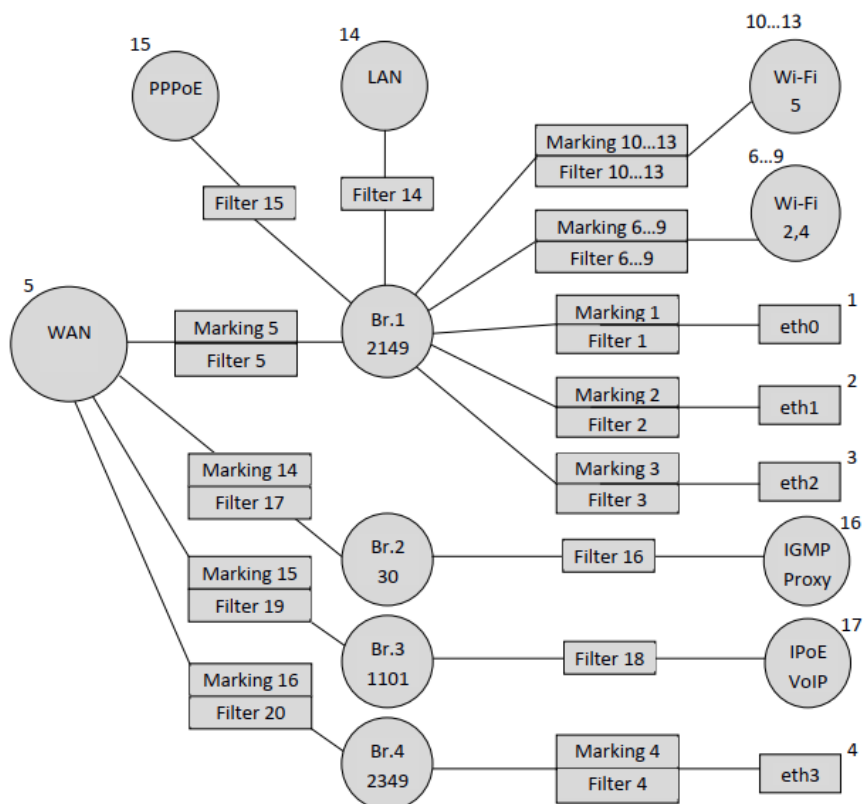 15
PPPoE
14
LAN
10...13
Wi-Fi
5
Marking 10...13
Filter 10...13
6...9
Wi-Fi
2,4
Filter 15
Filter 14
Marking 6...9
Filter 6...9
5
WAN
Marking 5
Filter 5
Br.1
2149
Marking 1
Filter 1
1
eth0
Marking 2
Filter 2
2
eth1
Marking 3
Filter 3
3
eth2
Marking 14
Filter 17
Br.2
30
Filter 16
16
IGMP
Proxy
Marking 15
Filter 19
Br.3
1101
Filter 18
17
IPoE
VoIP
Marking 16
Filter 20
Br.4
2349
Marking 4
Filter 4
4
eth3